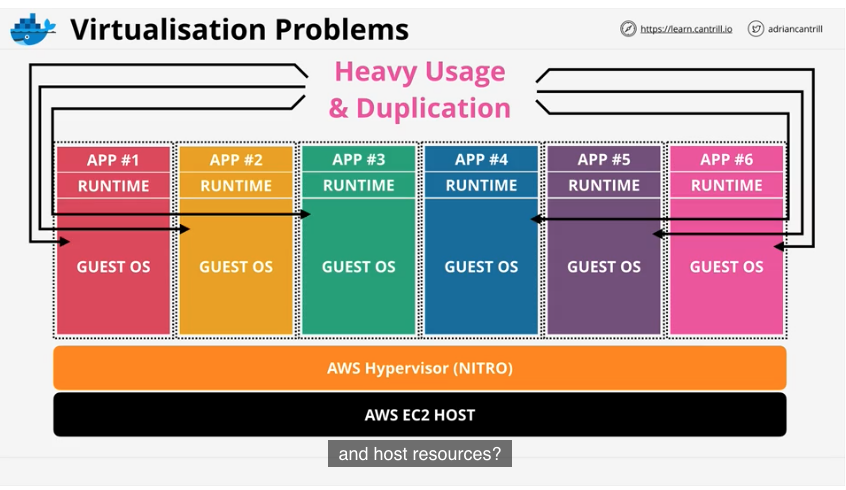 Virtualisation Problems
https://learn.cantrill.io adriancantrill
Heavy Usage
& Duplication
APP #1 APP #2 APP #3 APP #4 APP #5 APP #6
RUNTIME RUNTIME RUNTIME RUNTIME RUNTIME RUNTIME
GUEST OS GUEST OS GUEST OS GUEST OS GUEST OS GUEST OS
AWS Hypervisor (NITRO)
AWS EC2 HOST
and host resources?